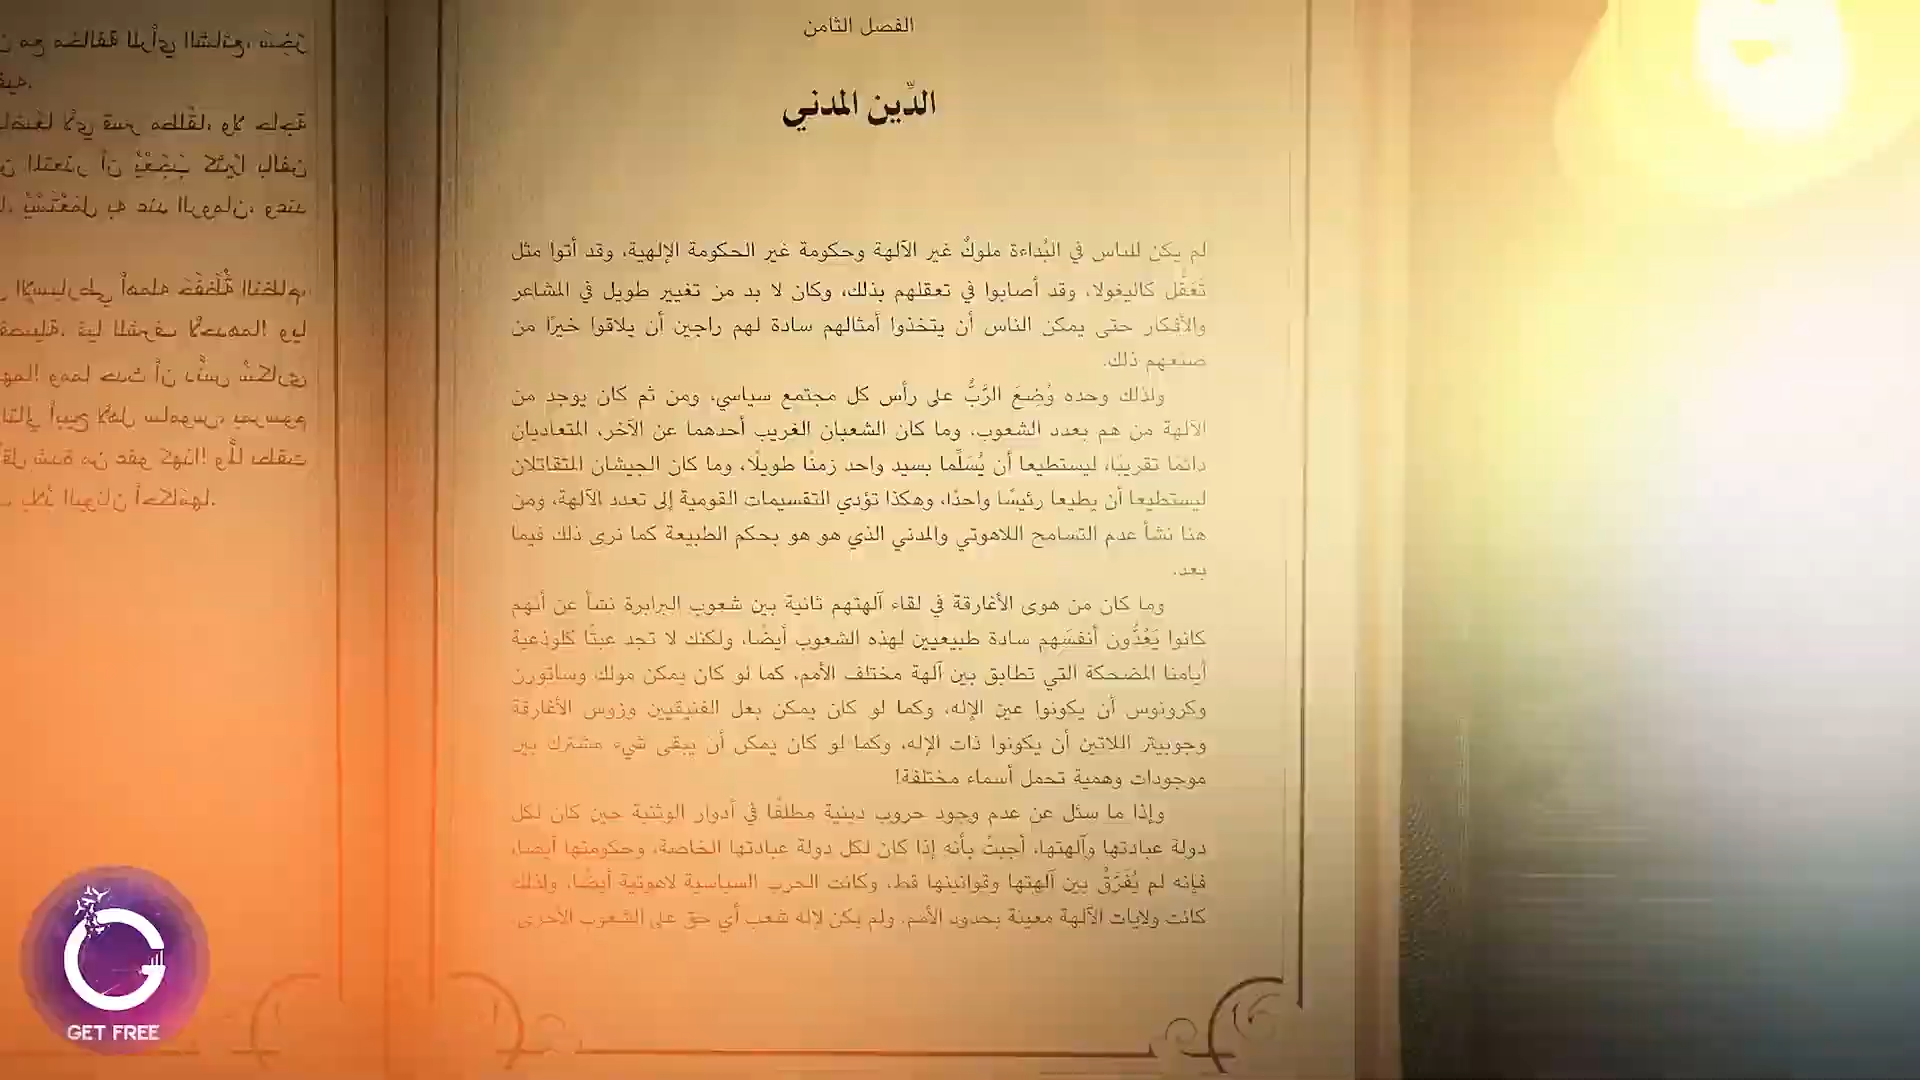 الفصل الثامن
الدِّين المدني
لم يكن للناس في البُداءة ملوكٌ غير الآلهة وحكومة غير الحكومة الإلهية، وقد أتوا مثل
تَعَقُّل كاليغولا، وقد أصابوا في تعقلهم بذلك، وكان لا بد من تغيير طويل في المشاعر
والأفكار حتى يمكن الناس أن يتخذوا أمثالهم سادة لهم راجين أن يلاقوا خيرًا من
صنعهم ذلك.
ولذلك وحده وُضِعَ الرَّبُّ على رأس كل مجتمع سياسي، ومن ثم كان يوجد من
الآلهة من هم بعدد الشعوب، وما كان الشعبان الغريب أحدهما عن الآخر، المتعاديان
دائمًا تقريبًا، ليستطيعا أن يُسَلِّما بسيد واحد زمنًا طويلًا، وما كان الجيشان المتقاتلان
ليستطيعا أن يطيعا رئيسًا واحدًا، وهكذا تؤدي التقسيمات القومية إلى تعدد الآلهة، ومن
هنا نشأ عدم التسامح اللاهوتي والمدني الذي هو هو بحكم الطبيعة كما نرى ذلك فيما
بعد.
وما كان من هوى الأغارقة في لقاء آلهتهم ثانية بين شعوب البرابرة نشأ عن أنهم
كانوا يَعُدُّون أنفسَهم سادة طبيعيين لهذه الشعوب أيضًا، ولكنك لا تجد عبثًا كلوذعية
أيامنا المضحكة التي تطابق بين آلهة مختلف الأمم، كما لو كان يمكن مولك وساتورن
وكرونوس أن يكونوا عين الإله، وكما لو كان يمكن بعل الفنيقيين وزوس الأغارقة
وجوبيتر اللاتين أن يكونوا ذات الإله، وكما لو كان يمكن أن يبقى شيء مشترك بين
موجودات وهمية تحمل أسماء مختلفة!
وإذا ما سئل عن عدم وجود حروب دينية مطلقًا في أدوار الوثنية حين كان لكل
دولة عبادتها وآلهتها، أجبتُ بأنه إذا كان لكل دولة عبادتها الخاصة، وحكومتها أيضًا،
فإنه لم يُفَرَّقْ بين آلهتها وقوانينها قط، وكانت الحرب السياسية لاهوتية أيضًا، ولذلك
كانت ولايات الآلهة معينة بحدود الأمم، ولم يكن لإله شعب أي حق على الشعوب الأخرى،
GET FREE